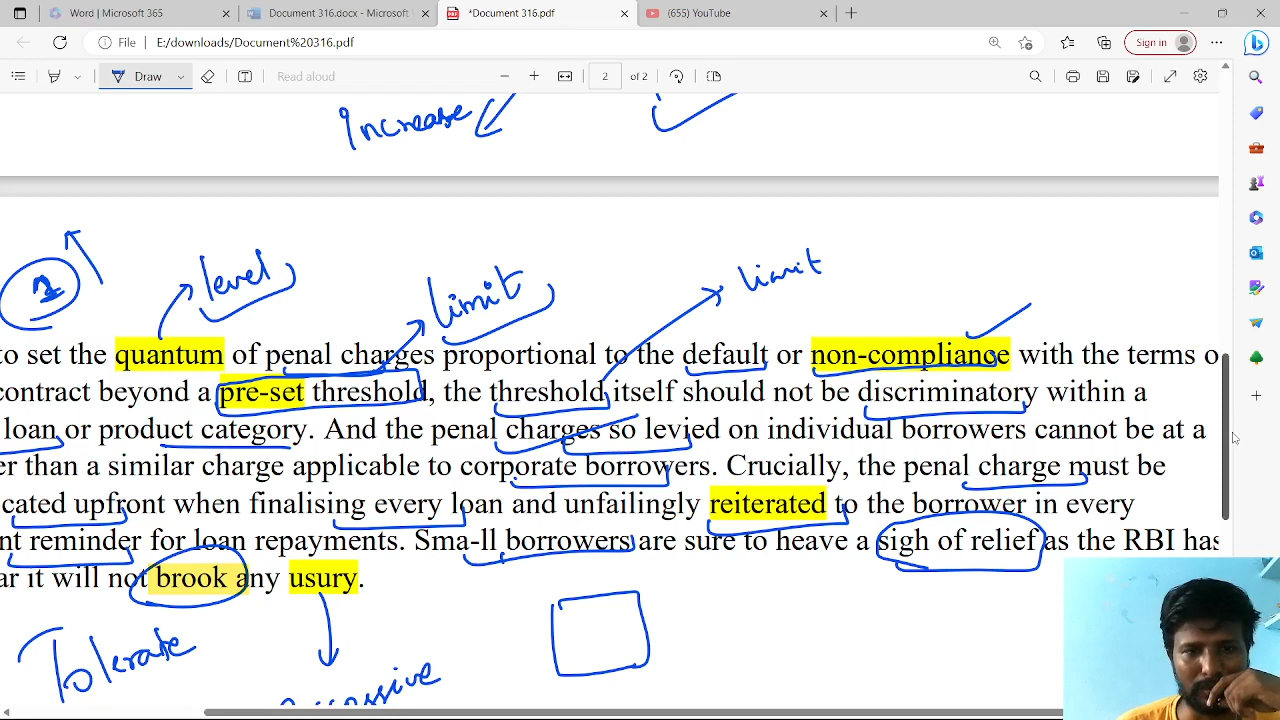 Word | Microsoft 365
Document 316.docx - Microsoft
*Document 316.pdf
(655) YouTube
File
E:/downloads/Document%20316.pdf
Sign in
Draw
Read aloud
2
of 2
Increase
1
level
limit
limit
to set the quantum of penal charges proportional to the default or non-compliance with the terms o
contract beyond a pre-set threshold, the threshold itself should not be discriminatory within a
loan or product category. And the penal charges so levied on individual borrowers cannot be at a
er than a similar charge applicable to corporate borrowers. Crucially, the penal charge must be
cated upfront when finalising every loan and unfailingly reiterated to the borrower in every
nt reminder for loan repayments. Sma-ll borrowers are sure to heave a sigh of relief as the RBI has
ar it will not brook any usury.
Tolerate